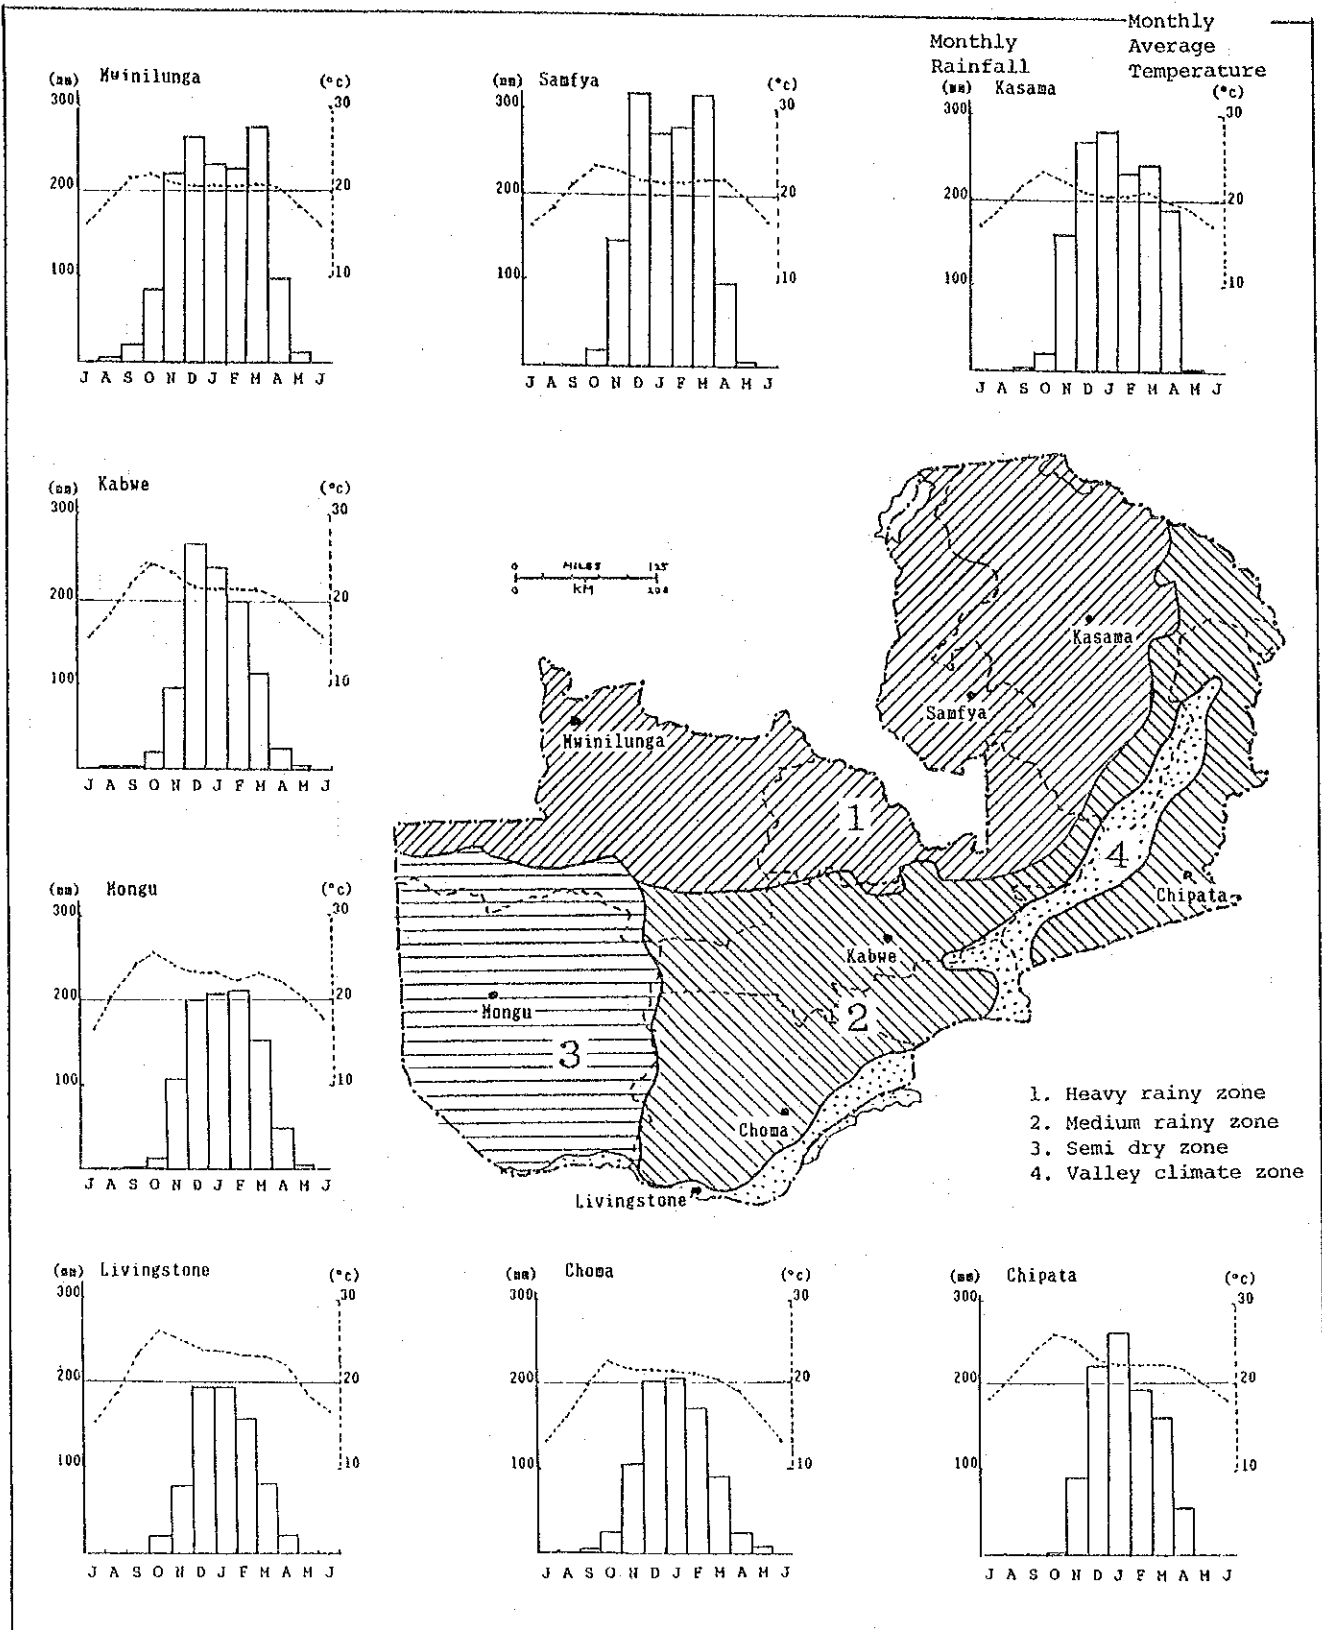 Monthly
Rainfall
Monthly
Average
Temperature
(mm) Mwinilunga (°c)
300
200
100
30
20
10
J A S O N D J F M A M J
(mm) Samfya (°c)
300
200
100
30
20
10
J A S O N D J F M A M J
(mm) Kasama (°c)
300
200
100
30
20
10
J A S O N D J F M A M J
(mm) Kabwe (°c)
300
200
100
30
20
10
J A S O N D J F M A M J
0 MILES 125
0 KM 208
Kasama
Samfya
Mwinilunga
1
4
Chipata
Kabwe
2
Mongu
3
Choma
Livingstone
(mm) Mongu (°c)
300
200
100
30
20
10
J A S O N D J F M A M J
1. Heavy rainy zone
2. Medium rainy zone
3. Semi dry zone
4. Valley climate zone
(mm) Livingstone (°c)
300
200
100
30
20
10
J A S O N D J F M A M J
(mm) Choma (°c)
300
200
100
30
20
10
J A S O N D J F M A M J
(mm) Chipata (°c)
300
200
100
30
20
10
J A S O N D J F M A M J